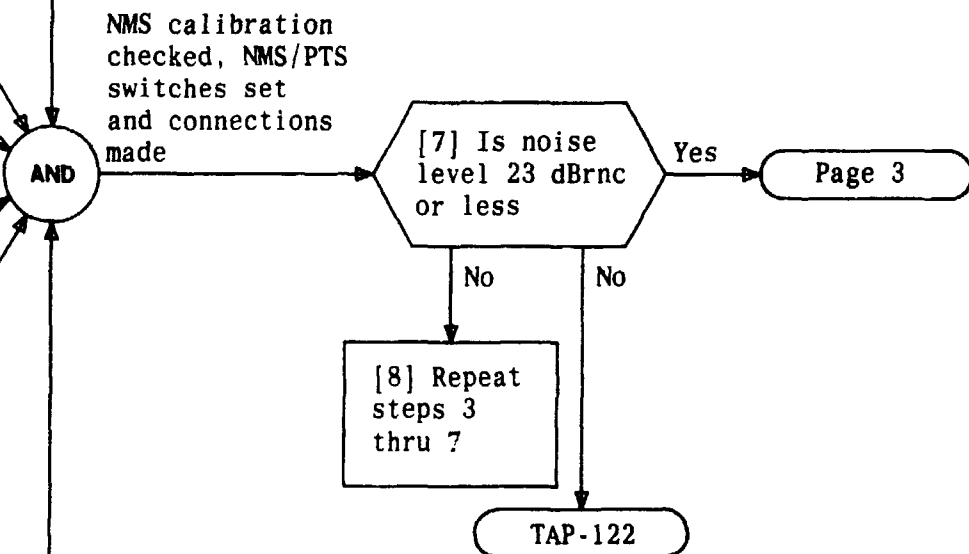 NMS calibration
checked, NMS/PTS
switches set
and connections
made
AND
[7] Is noise
level 23 dBrnc
or less
Yes
Page 3
No
No
[8] Repeat
steps 3
thru 7
TAP-122